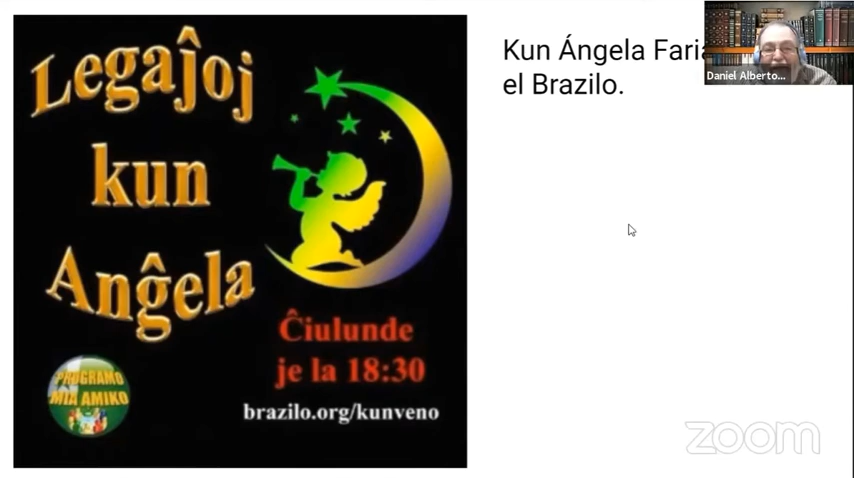 Legaĵoj
kun
Anĝela
Ĉiulunde
je la 18:30
brazilo.org/kunveno
PROGRAMO
MIA AMIKO
Kun Ángela
el Brazilo.
Daniel Alberto...
zoom